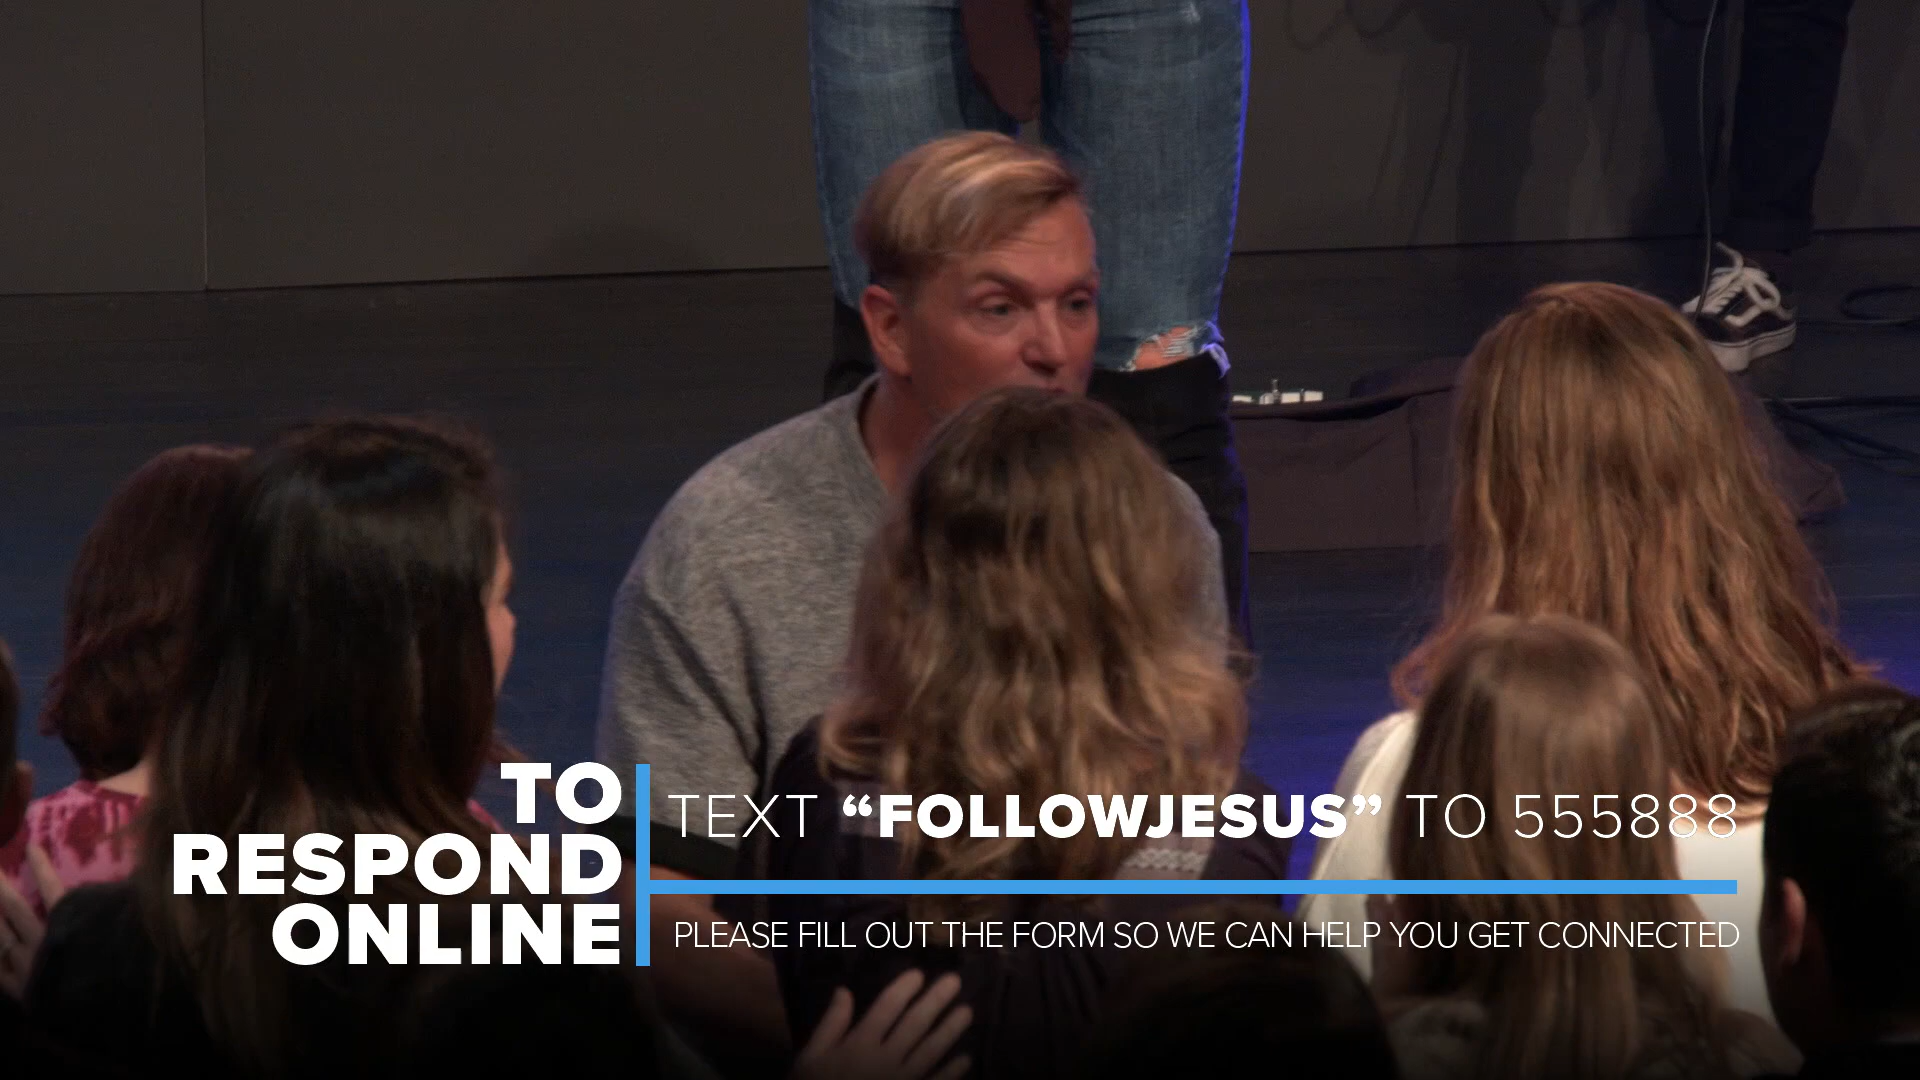 TO
RESPOND
ONLINE
TEXT “FOLLOWJESUS” TO 555888
PLEASE FILL OUT THE FORM SO WE CAN HELP YOU GET CONNECTED